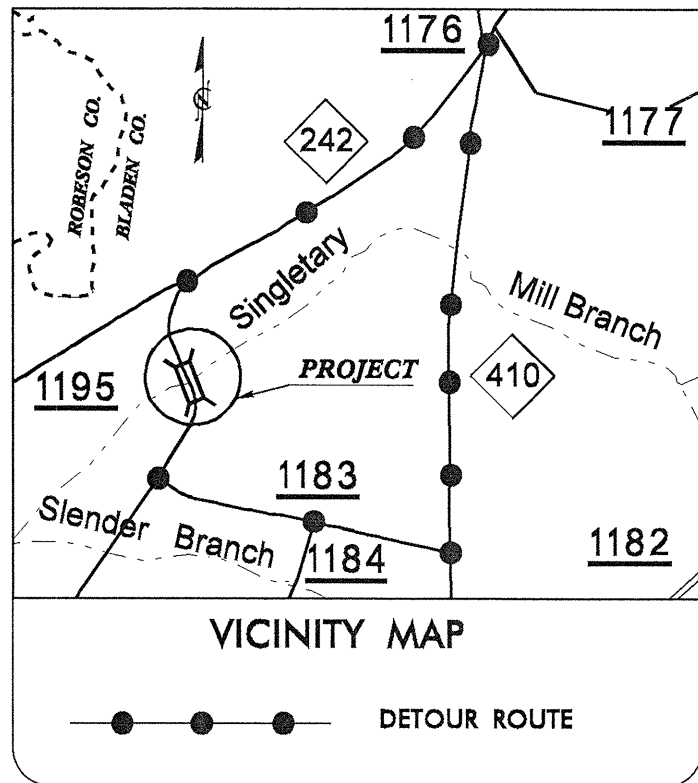 1176
1177
242
ROBESON CO.
BLADEN CO.
Singletary
Mill Branch
PROJECT
410
1195
1183
Slender Branch
1184
1182
VICINITY MAP
DETOUR ROUTE